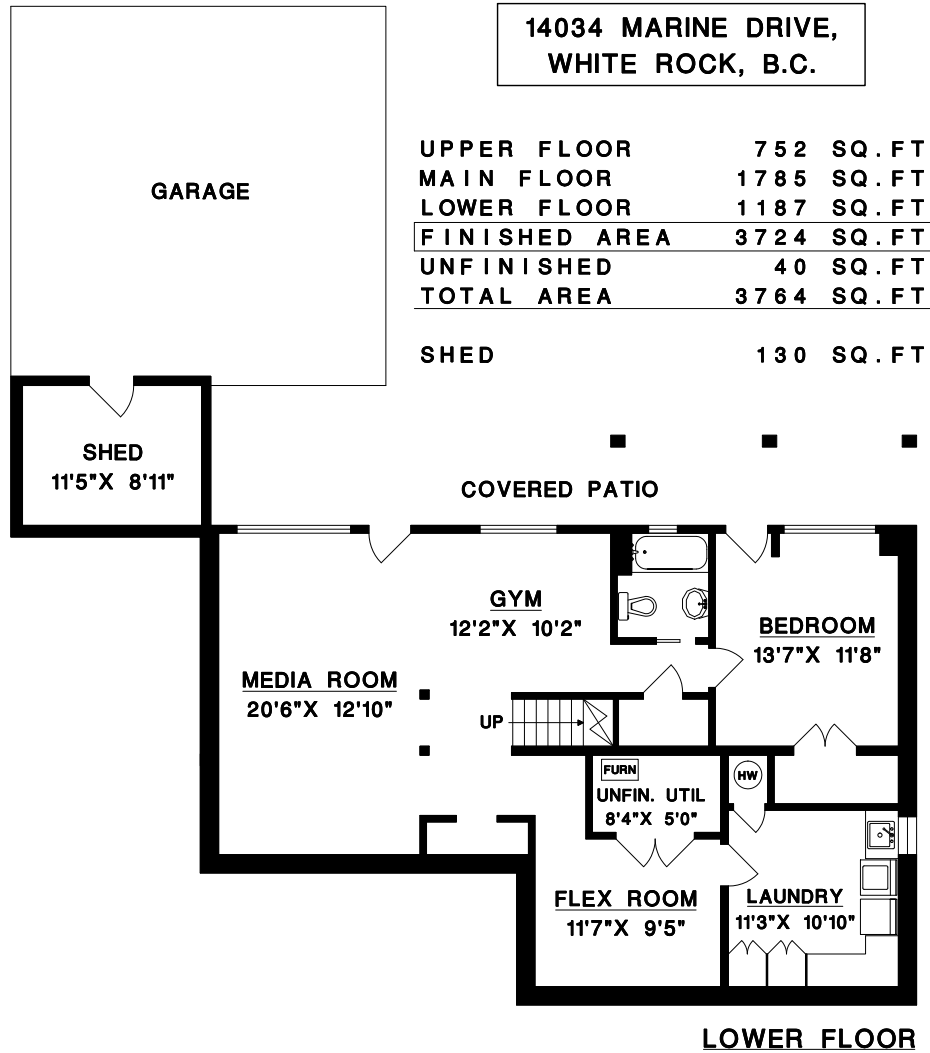 14034 MARINE DRIVE,
WHITE ROCK, B.C.
UPPER FLOOR 752 SQ.FT
MAIN FLOOR 1785 SQ.FT
LOWER FLOOR 1187 SQ.FT
FINISHED AREA 3724 SQ.FT
UNFINISHED 40 SQ.FT
TOTAL AREA 3764 SQ.FT
SHED 130 SQ.FT
GARAGE
SHED
11'5"X 8'11"
COVERED PATIO
GYM
12'2"X 10'2"
BEDROOM
13'7"X 11'8"
MEDIA ROOM
20'6"X 12'10"
UP
FURN
HW
UNFIN. UTIL
8'4"X 5'0"
FLEX ROOM
11'7"X 9'5"
LAUNDRY
11'3"X 10'10"
LOWER FLOOR